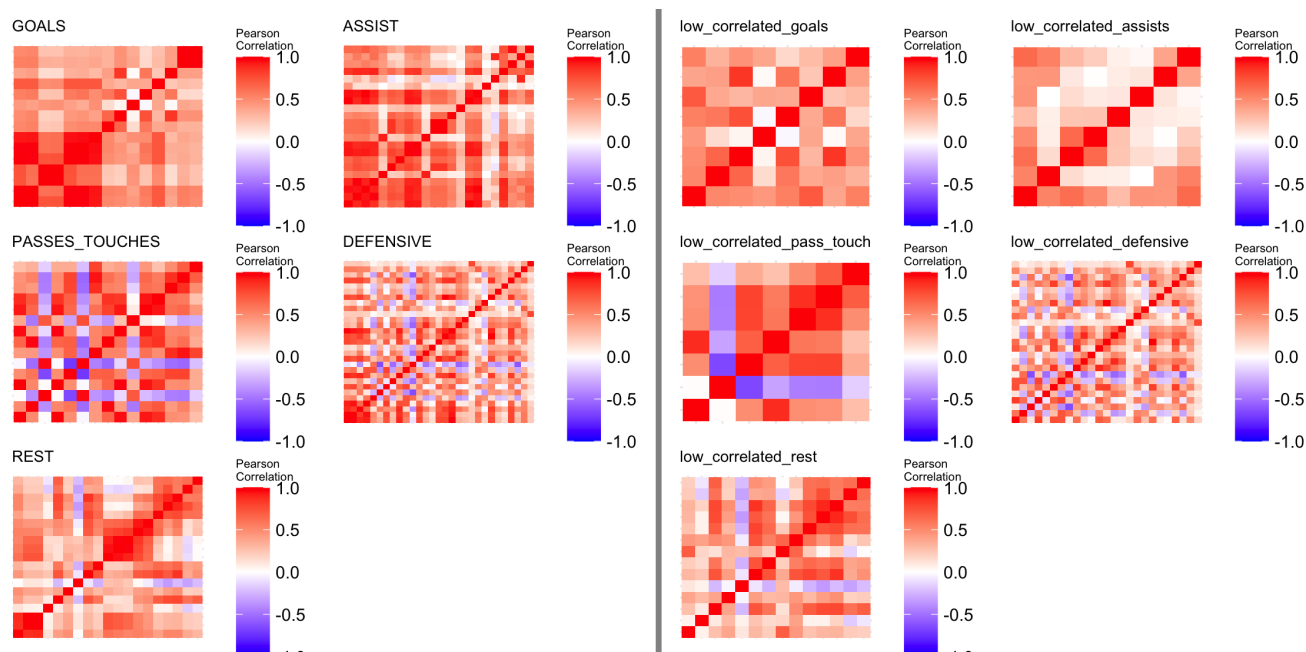 GOALS
Pearson
Correlation
1.0
0.5
0.0
-0.5
-1.0
ASSIST
Pearson
Correlation
1.0
0.5
0.0
-0.5
-1.0
low_correlated_goals
Pearson
Correlation
1.0
0.5
0.0
-0.5
-1.0
low_correlated_assists
Pearson
Correlation
1.0
0.5
0.0
-0.5
-1.0
PASSES_TOUCHES
Pearson
Correlation
1.0
0.5
0.0
-0.5
-1.0
DEFENSIVE
Pearson
Correlation
1.0
0.5
0.0
-0.5
-1.0
low_correlated_pass_touch
Pearson
Correlation
1.0
0.5
0.0
-0.5
-1.0
low_correlated_defensive
Pearson
Correlation
1.0
0.5
0.0
-0.5
-1.0
REST
Pearson
Correlation
1.0
0.5
0.0
-0.5
low_correlated_rest
Pearson
Correlation
1.0
0.5
0.0
-0.5